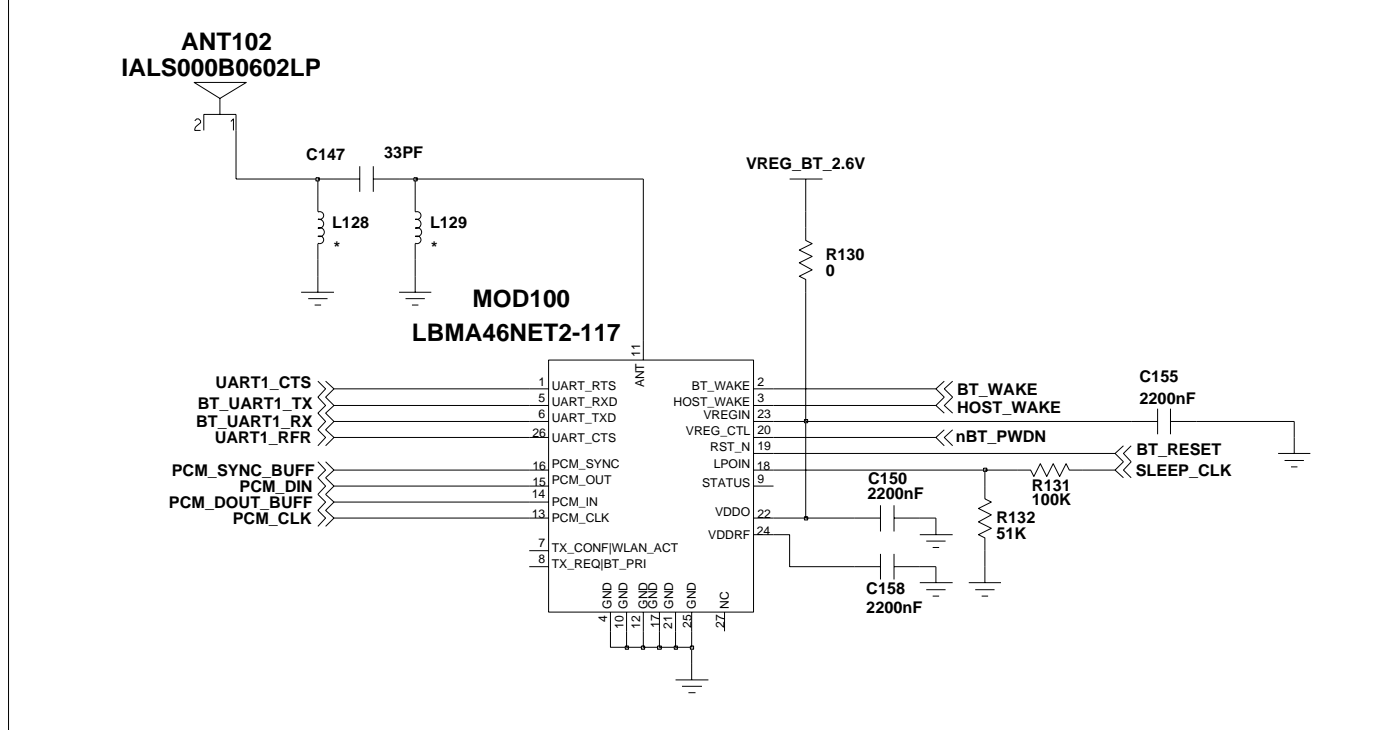 ANT102
IALS000B0602LP
2 1
C147 33PF
L128
*
L129
*
VREG_BT_2.6V
R130
0
MOD100
LBMA46NET2-117
ANT 11
UART1_CTS 1 UART_RTS
BT_UART1_TX 5 UART_RXD
BT_UART1_RX 6 UART_TXD
UART1_RFR 26 UART_CTS
PCM_SYNC_BUFF 16 PCM_SYNC
PCM_DIN 15 PCM_OUT
PCM_DOUT_BUFF 14 PCM_IN
PCM_CLK 13 PCM_CLK
7 TX_CONF|WLAN_ACT
8 TX_REQ|BT_PRI
BT_WAKE 2 BT_WAKE
HOST_WAKE 3 HOST_WAKE
VREGIN 23
VREG_CTL 20 nBT_PWDN
RST_N 19 BT_RESET
LPOIN 18 SLEEP_CLK
STATUS 9
VDDO 22
VDDRF 24
C155
2200nF
R131
100K
R132
51K
C150
2200nF
C158
2200nF
GND GND GND GND GND GND NC
4 10 12 17 21 25 27